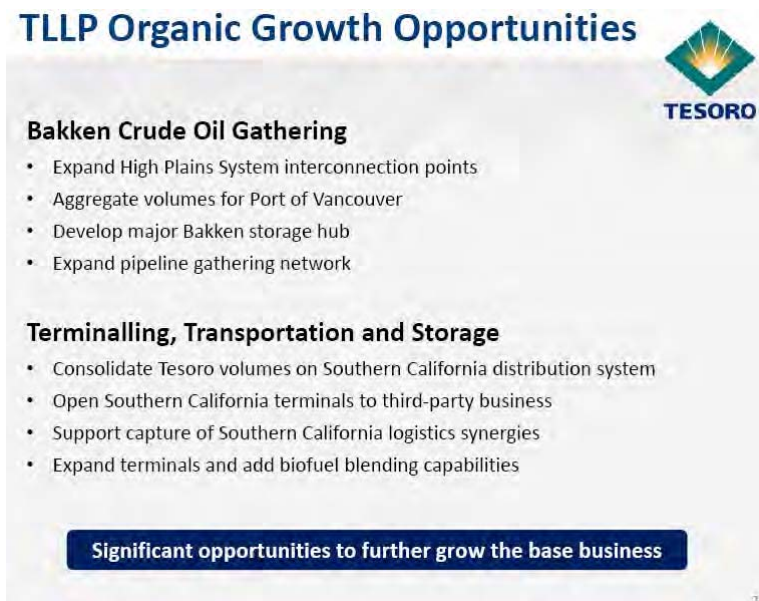 TLLP Organic Growth Opportunities
TESORO
Bakken Crude Oil Gathering
• Expand High Plains System interconnection points
• Aggregate volumes for Port of Vancouver
• Develop major Bakken storage hub
• Expand pipeline gathering network
Terminalling, Transportation and Storage
• Consolidate Tesoro volumes on Southern California distribution system
• Open Southern California terminals to third-party business
• Support capture of Southern California logistics synergies
• Expand terminals and add biofuel blending capabilities
Significant opportunities to further grow the base business